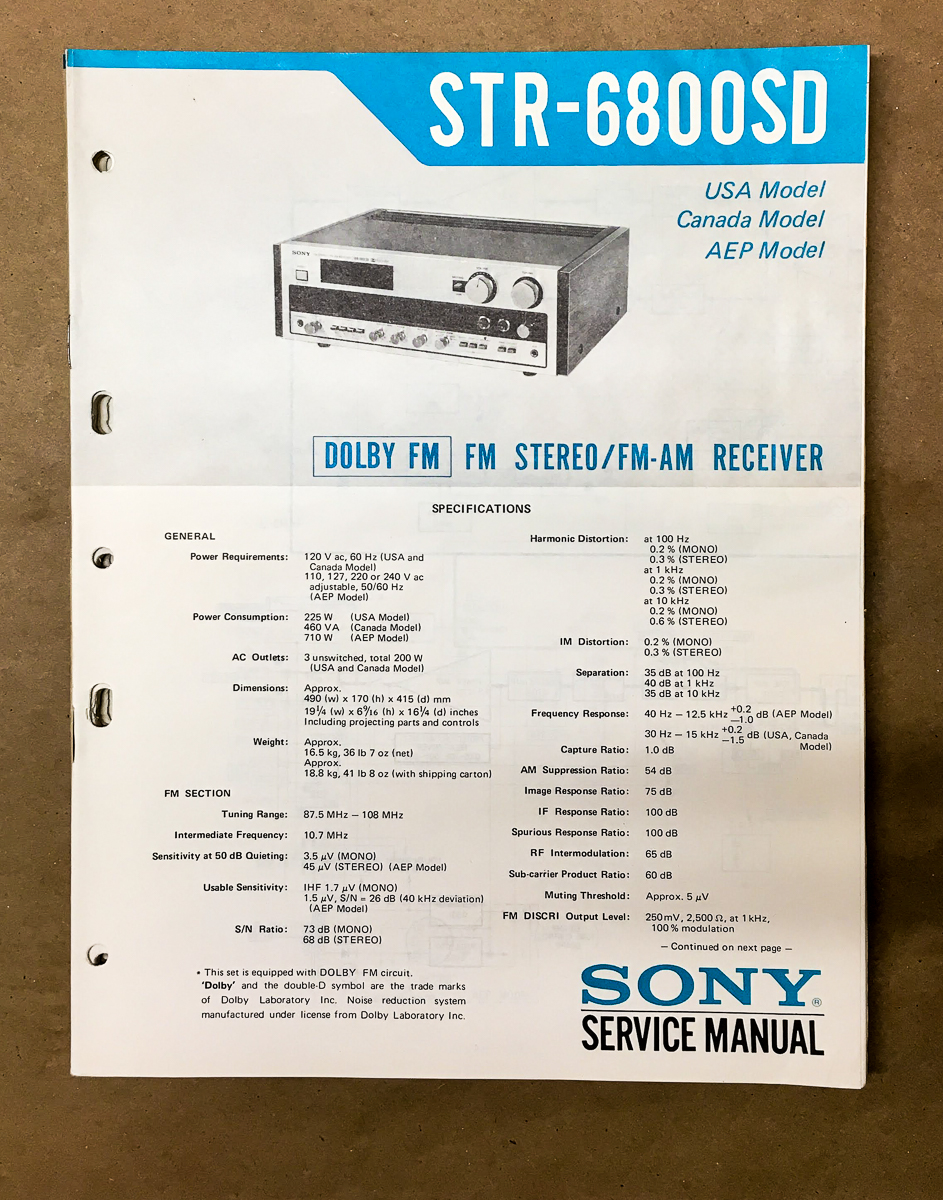 STR-6800SD
USA Model
Canada Model
AEP Model
SONY
DOLBY FM FM STEREO/FM-AM RECEIVER
SPECIFICATIONS
GENERAL
Power Requirements: 120 V ac, 60 Hz (USA and
Canada Model)
110, 127, 220 or 240 V ac
adjustable, 50/60 Hz
(AEP Model)
Power Consumption: 225 W (USA Model)
460 VA (Canada Model)
710 W (AEP Model)
AC Outlets: 3 unswitched, total 200 W
(USA and Canada Model)
Dimensions: Approx.
490 (w) x 170 (h) x 415 (d) mm
19 1/4 (w) x 6 9/16 (h) x 16 1/4 (d) inches
Including projecting parts and controls
Weight: Approx.
16.5 kg, 36 lb 7 oz (net)
Approx.
18.8 kg, 41 lb 8 oz (with shipping carton)
FM SECTION
Tuning Range: 87.5 MHz – 108 MHz
Intermediate Frequency: 10.7 MHz
Sensitivity at 50 dB Quieting: 3.5 μV (MONO)
45 μV (STEREO) (AEP Model)
Usable Sensitivity: IHF 1.7 μV (MONO)
1.5 μV, S/N = 26 dB (40 kHz deviation)
(AEP Model)
S/N Ratio: 73 dB (MONO)
68 dB (STEREO)
Harmonic Distortion: at 100 Hz
0.2 % (MONO)
0.3 % (STEREO)
at 1 kHz
0.2 % (MONO)
0.3 % (STEREO)
at 10 kHz
0.2 % (MONO)
0.6 % (STEREO)
IM Distortion: 0.2 % (MONO)
0.3 % (STEREO)
Separation: 35 dB at 100 Hz
40 dB at 1 kHz
35 dB at 10 kHz
Frequency Response: 40 Hz – 12.5 kHz +0.2 –1.0 dB (AEP Model)
30 Hz – 15 kHz +0.2 –1.5 dB (USA, Canada
Model)
Capture Ratio: 1.0 dB
AM Suppression Ratio: 54 dB
Image Response Ratio: 75 dB
IF Response Ratio: 100 dB
Spurious Response Ratio: 100 dB
RF Intermodulation: 65 dB
Sub-carrier Product Ratio: 60 dB
Muting Threshold: Approx. 5 μV
FM DISCRI Output Level: 250 mV, 2,500 Ω, at 1 kHz,
100 % modulation
– Continued on next page –
• This set is equipped with DOLBY FM circuit.
'Dolby' and the double-D symbol are the trade marks
of Dolby Laboratory Inc. Noise reduction system
manufactured under license from Dolby Laboratory Inc.
SONY®
SERVICE MANUAL